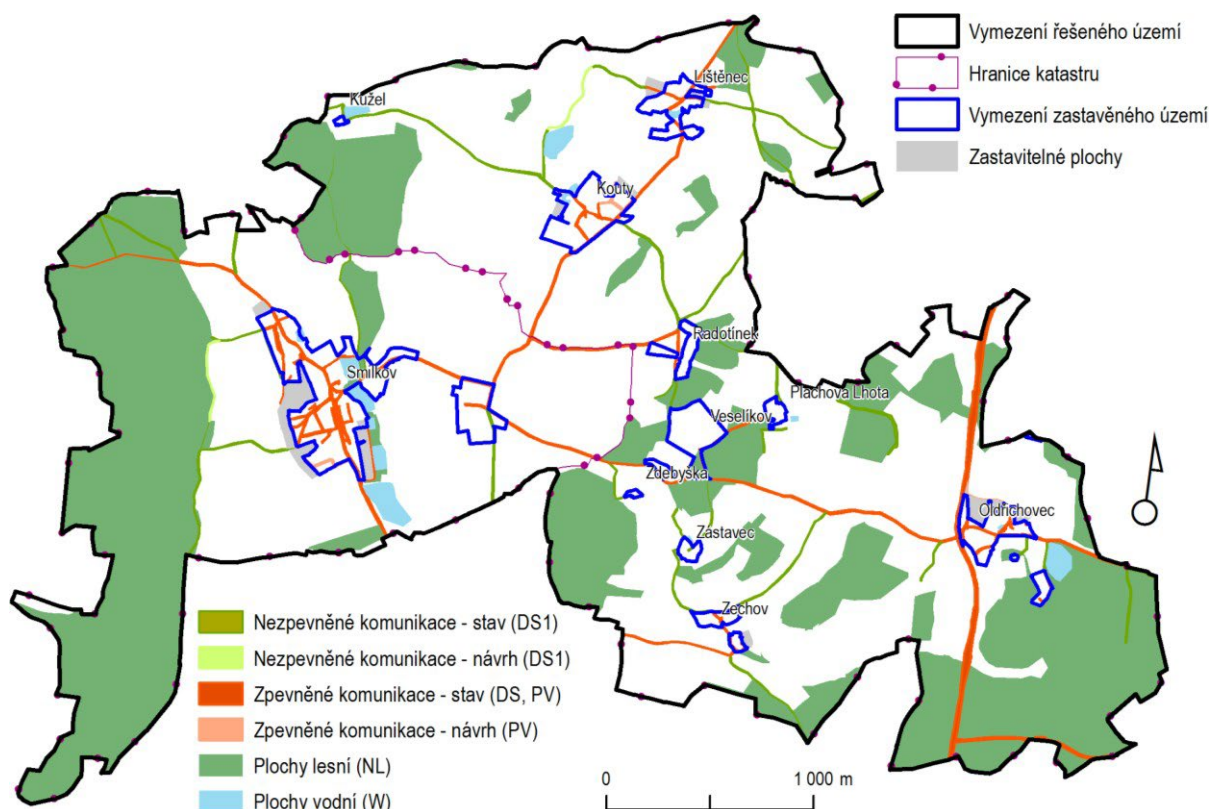 Vymezení řešeného území
Hranice katastru
Vymezení zastavěného území
Zastavitelné plochy
Líštěnec
Kužel
Kouty
Radotínek
Smilkov
Plachova Lhota
Veselíkov
Zdebyška
Oldřichovec
Zástavec
Zechov
Nezpevněné komunikace - stav (DS1)
Nezpevněné komunikace - návrh (DS1)
Zpevněné komunikace - stav (DS, PV)
Zpevněné komunikace - návrh (PV)
Plochy lesní (NL)
Plochy vodní (W)
0 1 000 m